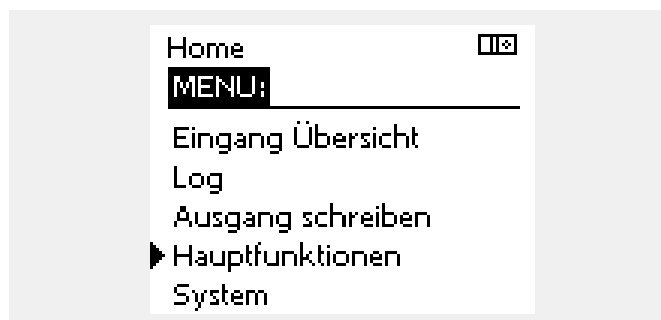 Home
MENU:
Eingang Übersicht
Log
Ausgang schreiben
Hauptfunktionen
System